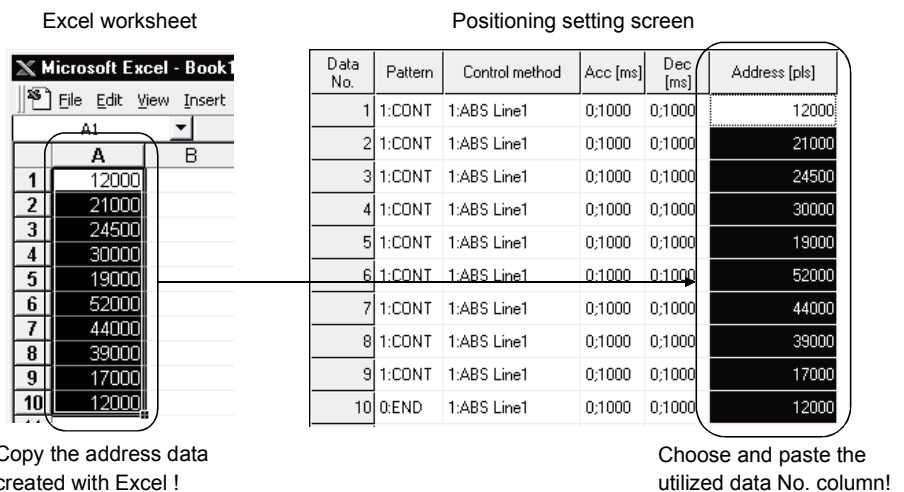 Excel worksheet
Positioning setting screen
Microsoft Excel - Book1
File Edit View Insert
A1
A B
1 12000
2 21000
3 24500
4 30000
5 19000
6 52000
7 44000
8 39000
9 17000
10 12000
Data No. Pattern Control method Acc [ms] Dec [ms] Address [pls]
1 1:CONT 1:ABS Line1 0;1000 0;1000 12000
2 1:CONT 1:ABS Line1 0;1000 0;1000 21000
3 1:CONT 1:ABS Line1 0;1000 0;1000 24500
4 1:CONT 1:ABS Line1 0;1000 0;1000 30000
5 1:CONT 1:ABS Line1 0;1000 0;1000 19000
6 1:CONT 1:ABS Line1 0;1000 0;1000 52000
7 1:CONT 1:ABS Line1 0;1000 0;1000 44000
8 1:CONT 1:ABS Line1 0;1000 0;1000 39000
9 1:CONT 1:ABS Line1 0;1000 0;1000 17000
10 0:END 1:ABS Line1 0;1000 0;1000 12000
Copy the address data
created with Excel !
Choose and paste the
utilized data No. column!